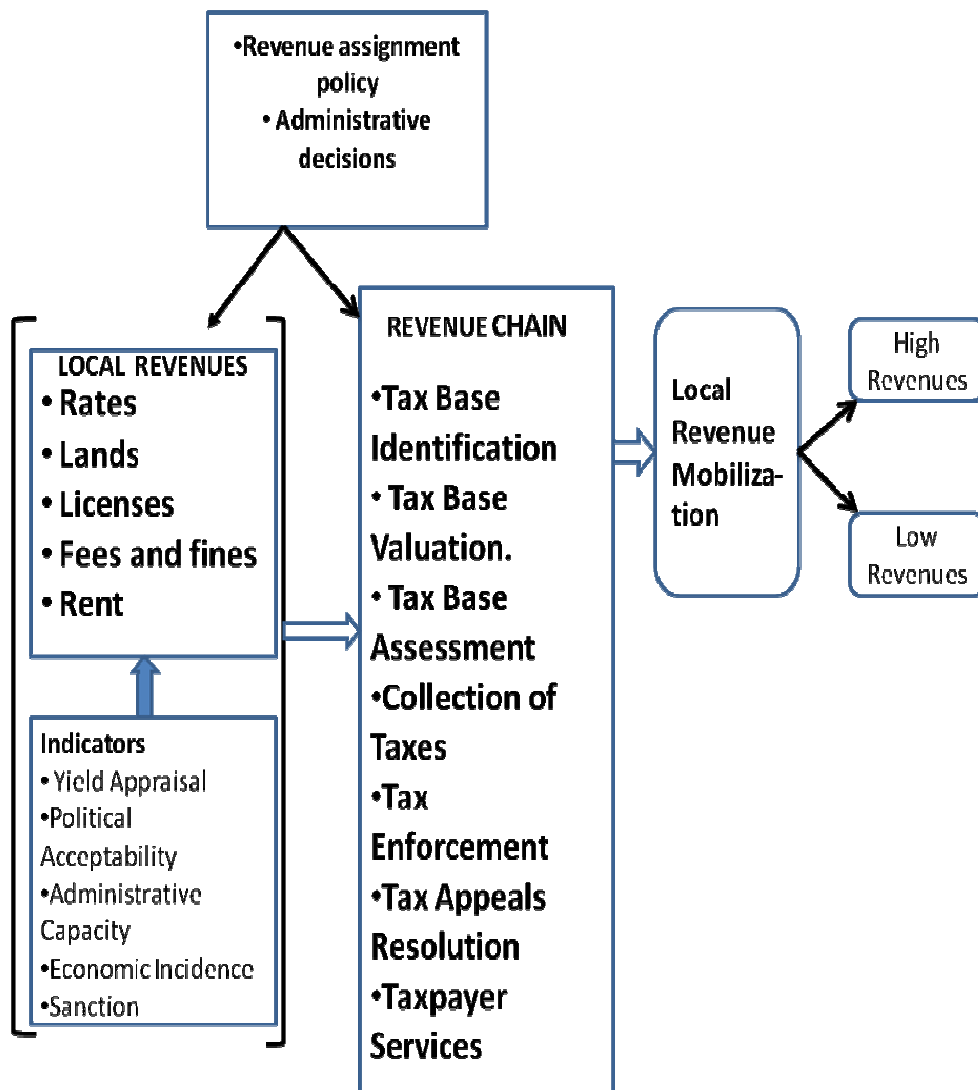 •Revenue assignment
policy
• Administrative
decisions
LOCAL REVENUES
• Rates
• Lands
• Licenses
• Fees and fines
• Rent
Indicators
• Yield Appraisal
•Political
Acceptability
•Administrative
Capacity
•Economic Incidence
•Sanction
REVENUE CHAIN
•Tax Base
Identification
• Tax Base
Valuation.
• Tax Base
Assessment
•Collection of
Taxes
•Tax
Enforcement
•Tax Appeals
Resolution
•Taxpayer
Services
Local
Revenue
Mobiliza-
tion
High
Revenues
Low
Revenues